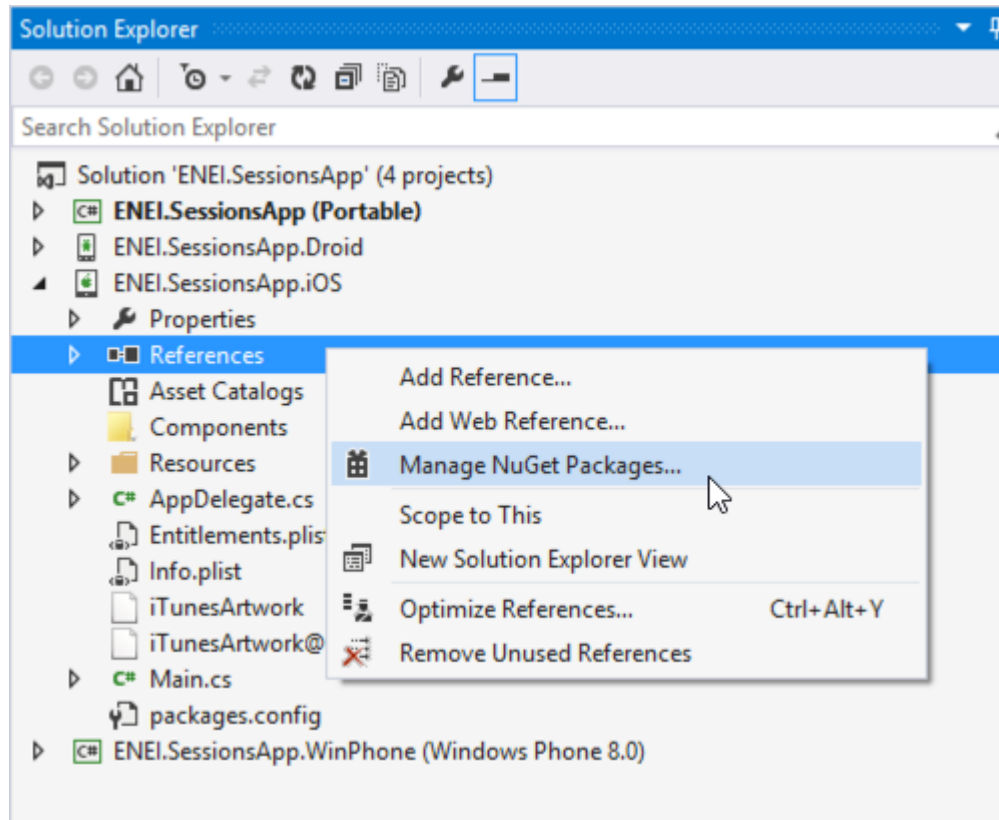 Solution Explorer
Search Solution Explorer
Solution 'ENEI.SessionsApp' (4 projects)
C# ENEI.SessionsApp (Portable)
ENEI.SessionsApp.Droid
ENEI.SessionsApp.iOS
Properties
References
Add Reference...
Asset Catalogs
Add Web Reference...
Components
Manage NuGet Packages...
Resources
C# AppDelegate.cs
Scope to This
Entitlements.plist
New Solution Explorer View
Info.plist
iTunesArtwork
Optimize References... Ctrl+Alt+Y
iTunesArtwork@
Remove Unused References
C# Main.cs
packages.config
C# ENEI.SessionsApp.WinPhone (Windows Phone 8.0)